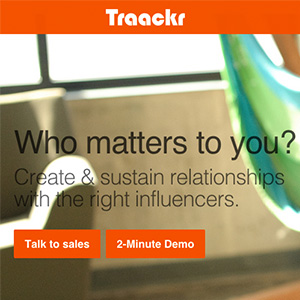 Traackr
Who matters to you?
Create & sustain relationships
with the right influencers.
Talk to sales
2-Minute Demo